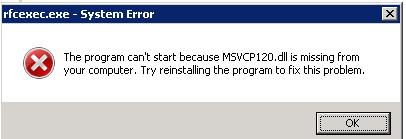 rfcexec.exe - System Error
The program can't start because MSVCP120.dll is missing from
your computer. Try reinstalling the program to fix this problem.
OK